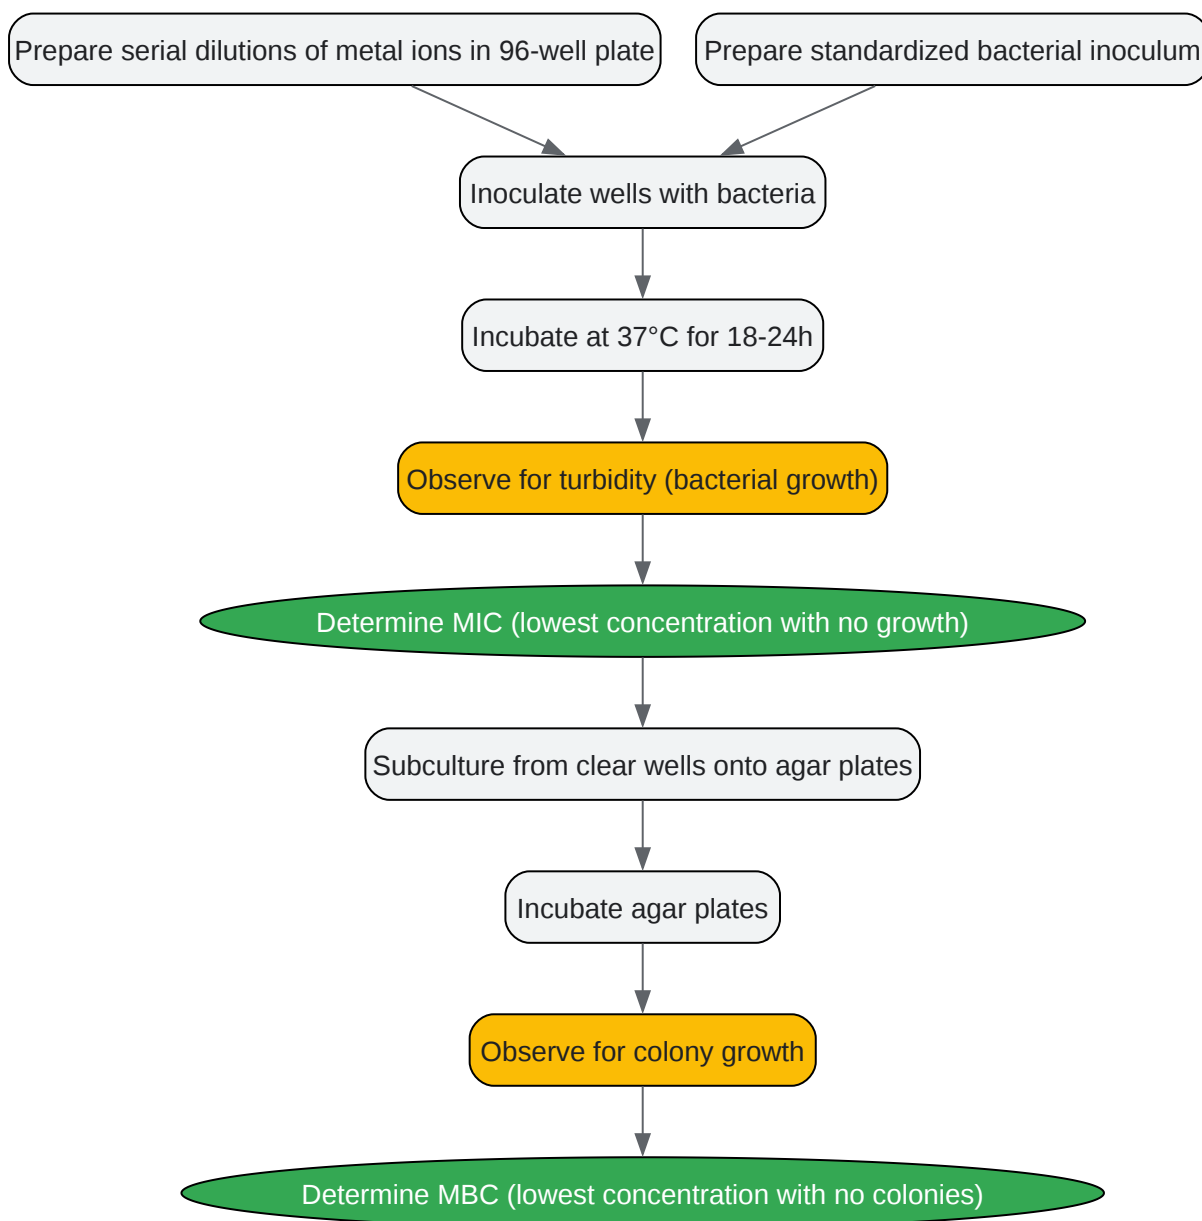 Prepare serial dilutions of metal ions in 96-well plate
Prepare standardized bacterial inoculum
Inoculate wells with bacteria
Incubate at 37°C for 18-24h
Observe for turbidity (bacterial growth)
Determine MIC (lowest concentration with no growth)
Subculture from clear wells onto agar plates
Incubate agar plates
Observe for colony growth
Determine MBC (lowest concentration with no colonies)